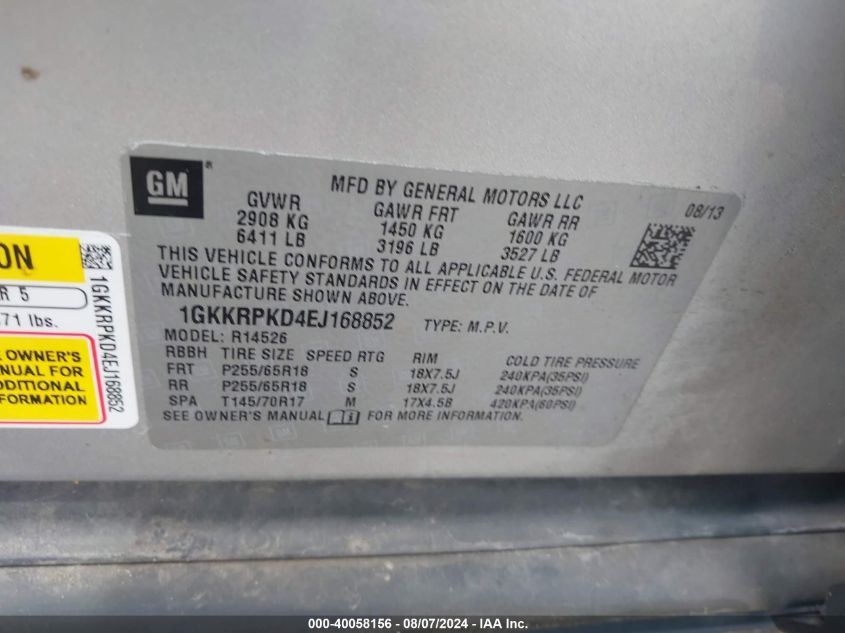 GM ®
MFD BY GENERAL MOTORS LLC
08/13
GVWR GAWR FRT GAWR RR
2908 KG 1450 KG 1600 KG
6411 LB 3196 LB 3527 LB
THIS VEHICLE CONFORMS TO ALL APPLICABLE U.S. FEDERAL MOTOR
VEHICLE SAFETY STANDARDS IN EFFECT ON THE DATE OF
MANUFACTURE SHOWN ABOVE.
1GKKRPKD4EJ168852 TYPE: M.P.V.
MODEL: R14526
RBBH TIRE SIZE SPEED RTG RIM COLD TIRE PRESSURE
FRT P255/65R18 S 18X7.5J 240KPA(35PSI)
RR P255/65R18 S 18X7.5J 240KPA(35PSI)
SPA T145/70R17 M 17X4.5B 420KPA(60PSI)
SEE OWNER'S MANUAL FOR MORE INFORMATION.
ON
R 5
71 lbs.
E OWNER'S
MANUAL FOR
ADDITIONAL
FORMATION
1GKKRPKD4EJ168852
000-40058156 - 08/07/2024 - IAA Inc.